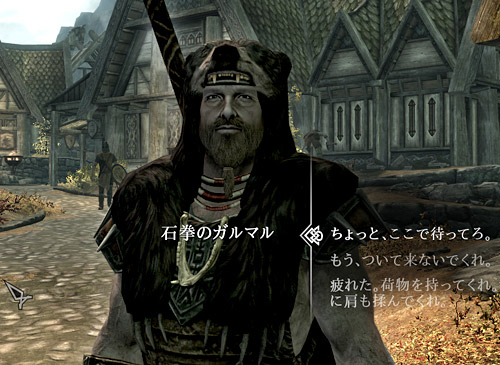 石拳のガルマル
ちょっと、ここで待ってろ。
もう、ついて来ないでくれ。
疲れた。荷物を持ってくれ。
に肩も揉んでくれ。